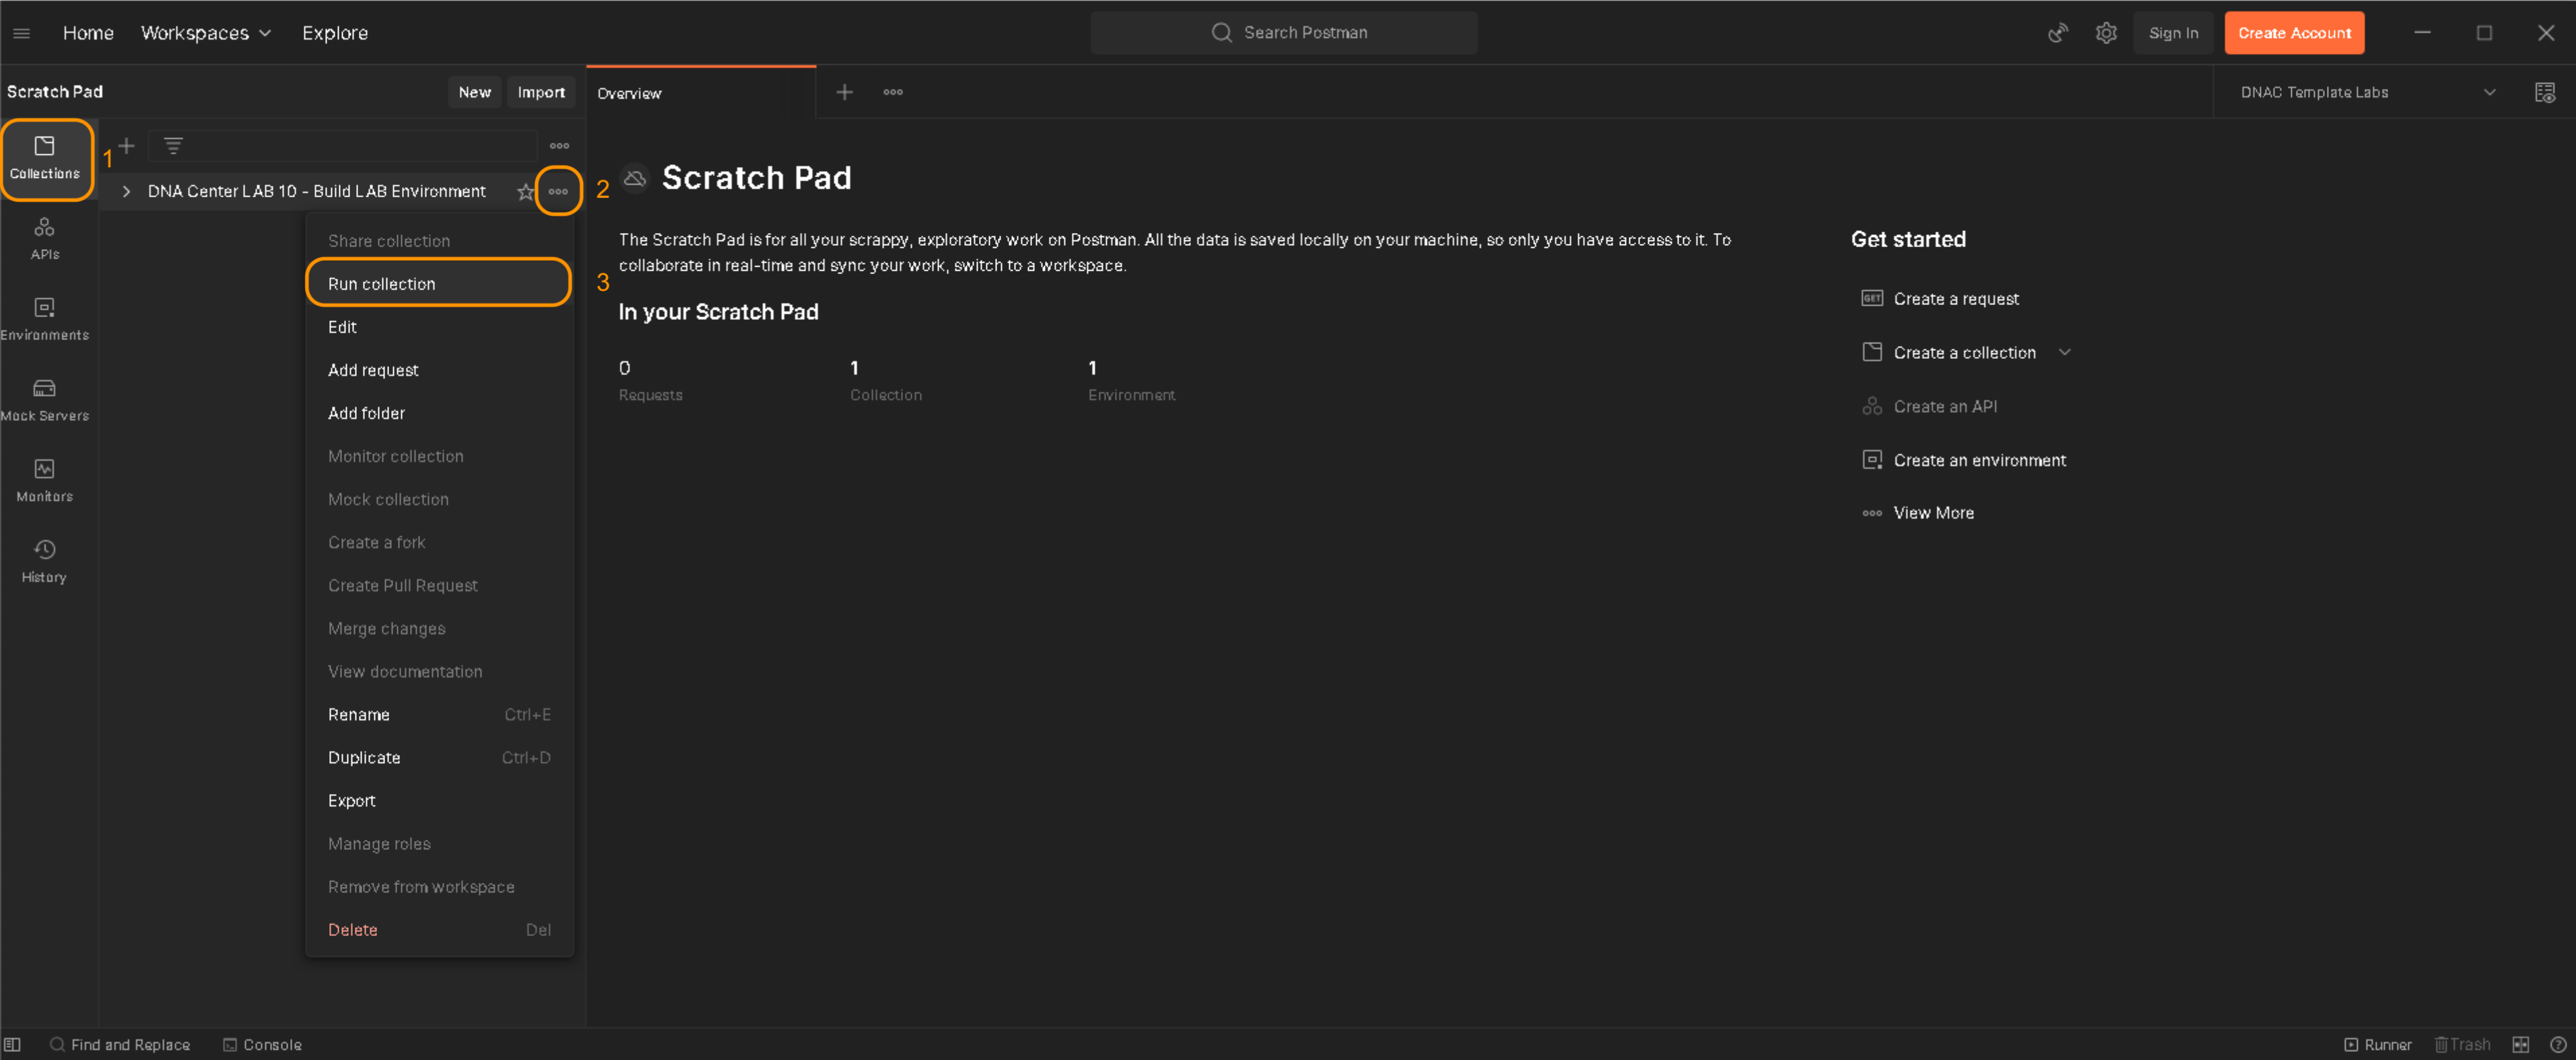 Home Workspaces Explore
Search Postman
Sign In
Create Account
Scratch Pad
New
Import
Overview
DNAC Template Labs
Collections
1
DNA Center LAB 10 - Build LAB Environment
2
APIs
Environments
Mock Servers
Monitors
History
Share collection
Run collection
3
Edit
Add request
Add folder
Monitor collection
Mock collection
Create a fork
Create Pull Request
Merge changes
View documentation
Rename Ctrl+E
Duplicate Ctrl+D
Export
Manage roles
Remove from workspace
Delete Del
Scratch Pad
The Scratch Pad is for all your scrappy, exploratory work on Postman. All the data is saved locally on your machine, so only you have access to it. To
collaborate in real-time and sync your work, switch to a workspace.
In your Scratch Pad
0 1 1
Requests Collection Environment
Get started
GET Create a request
Create a collection
Create an API
Create an environment
View More
Find and Replace Console
Runner Trash